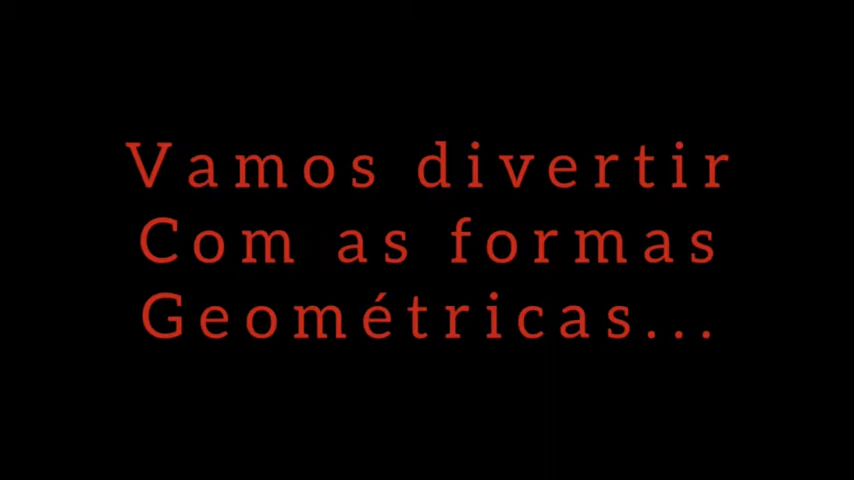 Vamos divertir
Com as formas
Geométricas...